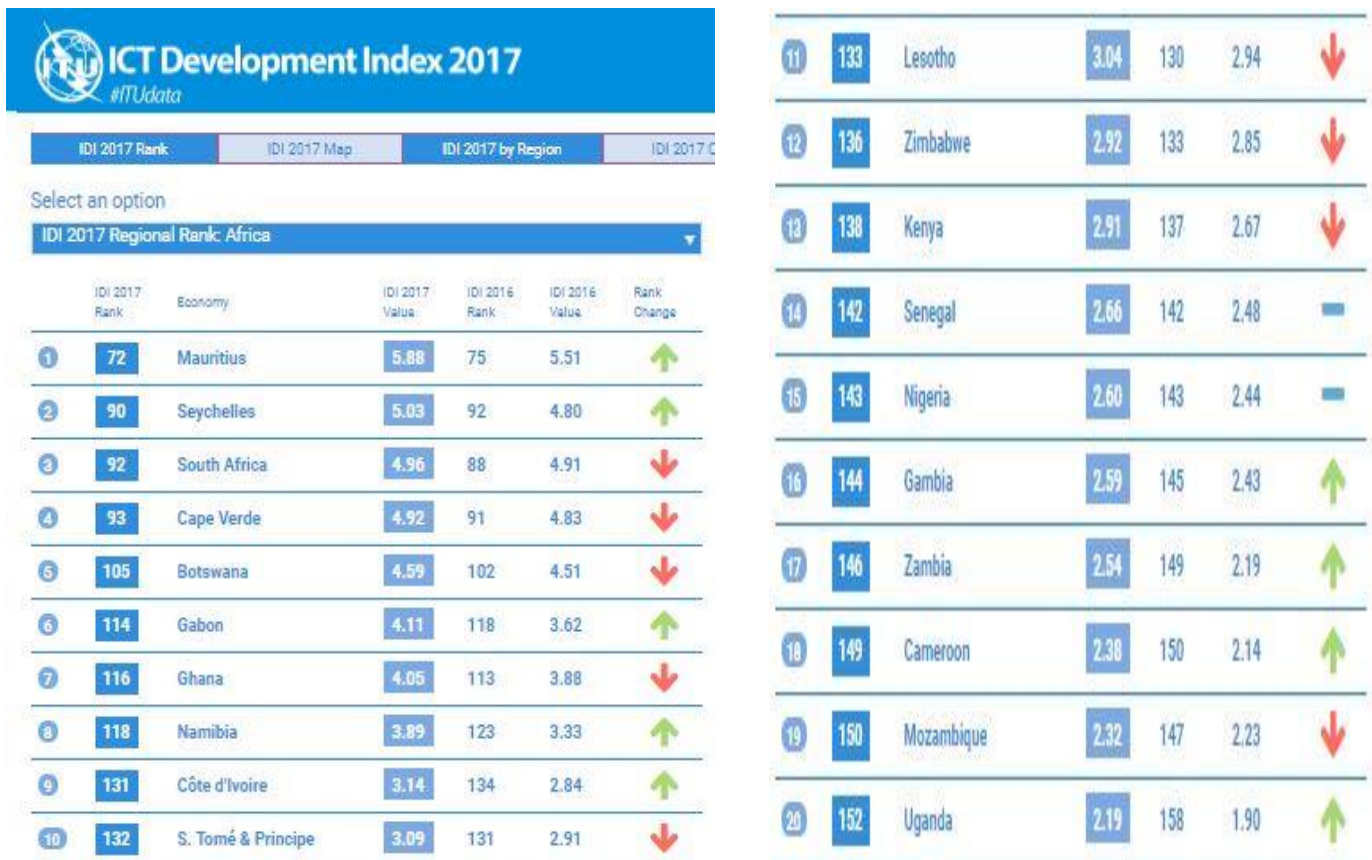 ITU
ICT Development Index 2017
#ITUdata
IDI 2017 Rank IDI 2017 Map IDI 2017 by Region IDI 2017 C
Select an option
IDI 2017 Regional Rank: Africa
IDI 2017 Rank Economy IDI 2017 Value IDI 2016 Rank IDI 2016 Value Rank Change
1 72 Mauritius 5.88 75 5.51
2 90 Seychelles 5.03 92 4.80
3 92 South Africa 4.96 88 4.91
4 93 Cape Verde 4.92 91 4.83
5 105 Botswana 4.59 102 4.51
6 114 Gabon 4.11 118 3.62
7 116 Ghana 4.05 113 3.88
8 118 Namibia 3.89 123 3.33
9 131 Côte d'Ivoire 3.14 134 2.84
10 132 S. Tomé & Principe 3.09 131 2.91
11 133 Lesotho 3.04 130 2.94
12 136 Zimbabwe 2.92 133 2.85
13 138 Kenya 2.91 137 2.67
14 142 Senegal 2.66 142 2.48
15 143 Nigeria 2.60 143 2.44
16 144 Gambia 2.59 145 2.43
17 146 Zambia 2.54 149 2.19
18 149 Cameroon 2.38 150 2.14
19 150 Mozambique 2.32 147 2.23
20 152 Uganda 2.19 158 1.90